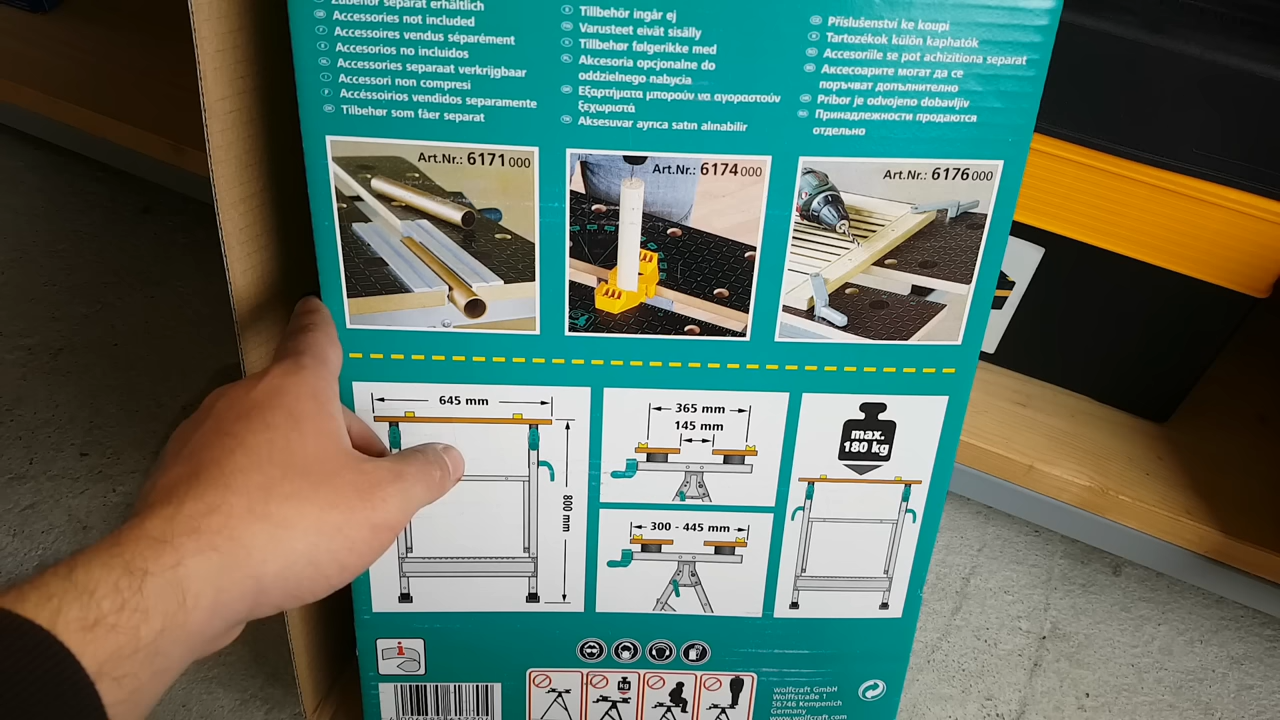 Zubehör separat erhältlich
Accessories not included
Accessoires vendus séparément
Accesorios no incluidos
Accessoires separaat verkrijgbaar
Accessori non compresi
Accéssoirios vendidos separamente
Tilbehør som fåer separat
Tillbehör ingår ej
Varusteet eivät sisälly
Tillbehør følgerikke med
Akcesoria opcjonalne do
oddzielnego nabycia
Εξαρτήματα μπορούν να αγοραστούν
ξεχωριστά
Aksesuvar ayrıca satın alınabilir
Příslušenství ke koupi
Tartozékok külön kaphatók
Accesoriile se pot achizitiona separat
Аксесоарите могат да се
поръчват допълнително
Pribor je odvojeno dobavljiv
Принадлежности продаются
отдельно
Art.Nr.: 6171 000
Art.Nr.: 6174 000
Art.Nr.: 6176 000
645 mm
800 mm
365 mm
145 mm
300 - 445 mm
max.
180 kg
i
kg
wolfcraft GmbH
Wolffstraße 1
56746 Kempenich
Germany
www.wolfcraft.com